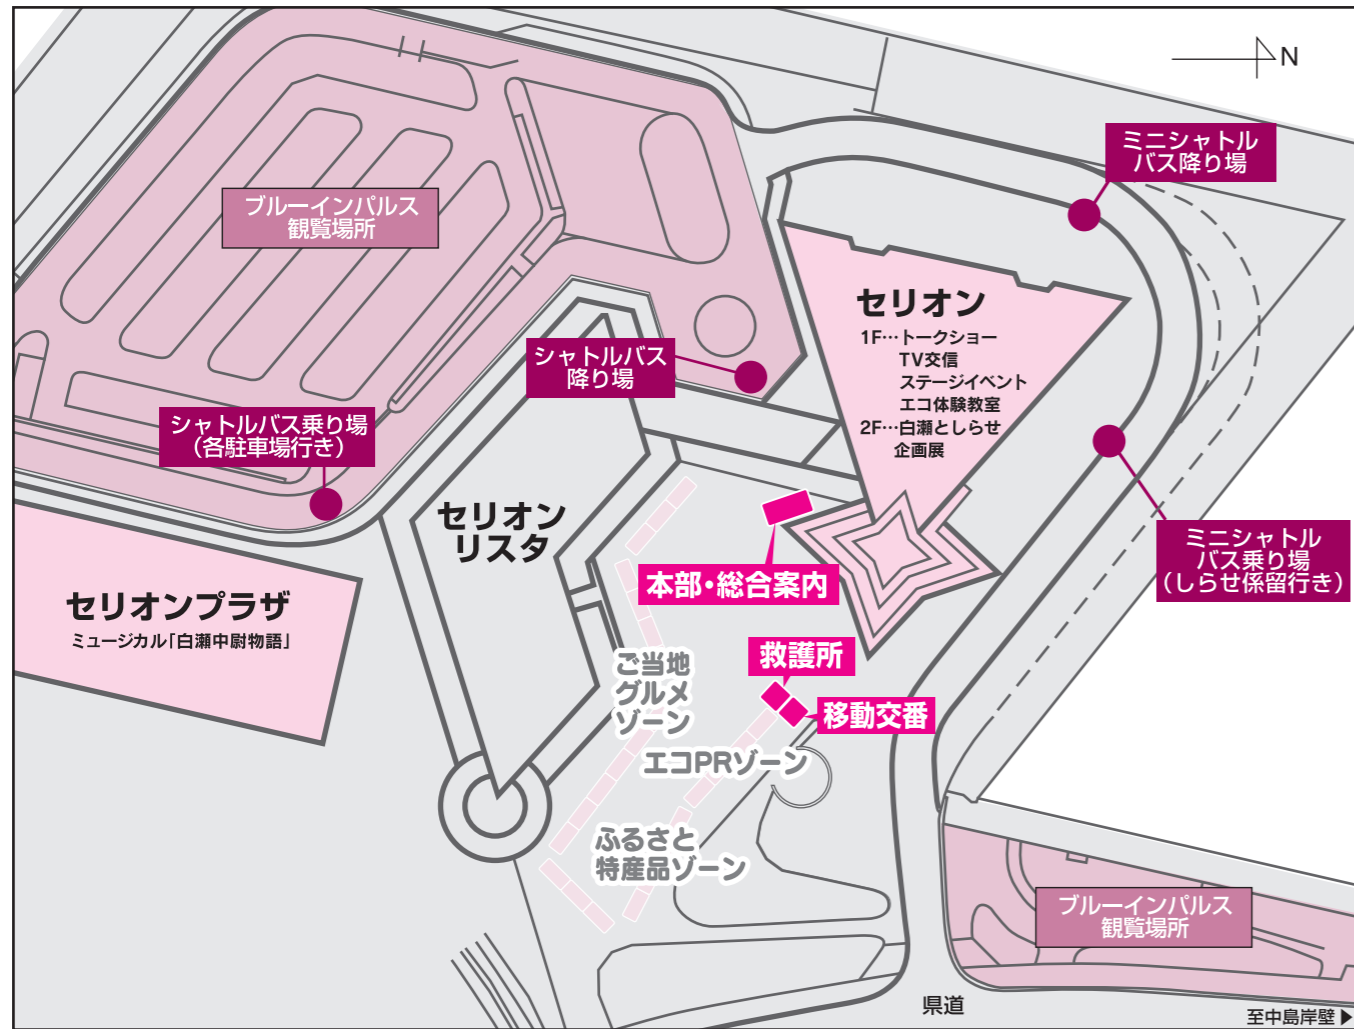 N
ミニシャトル
バス降り場
ブルーインパルス
観覧場所
セリオン
1F…トークショー
TV交信
ステージイベント
エコ体験教室
2F…白瀬としらせ
企画展
シャトルバス
降り場
シャトルバス乗り場
（各駐車場行き）
セリオン
リスタ
ミニシャトル
バス乗り場
（しらせ係留行き）
本部・総合案内
セリオンプラザ
ミュージカル「白瀬中尉物語」
救護所
移動交番
ご当地
グルメ
ゾーン
エコPRゾーン
ふるさと
特産品ゾーン
ブルーインパルス
観覧場所
県道
至中島岸壁▶